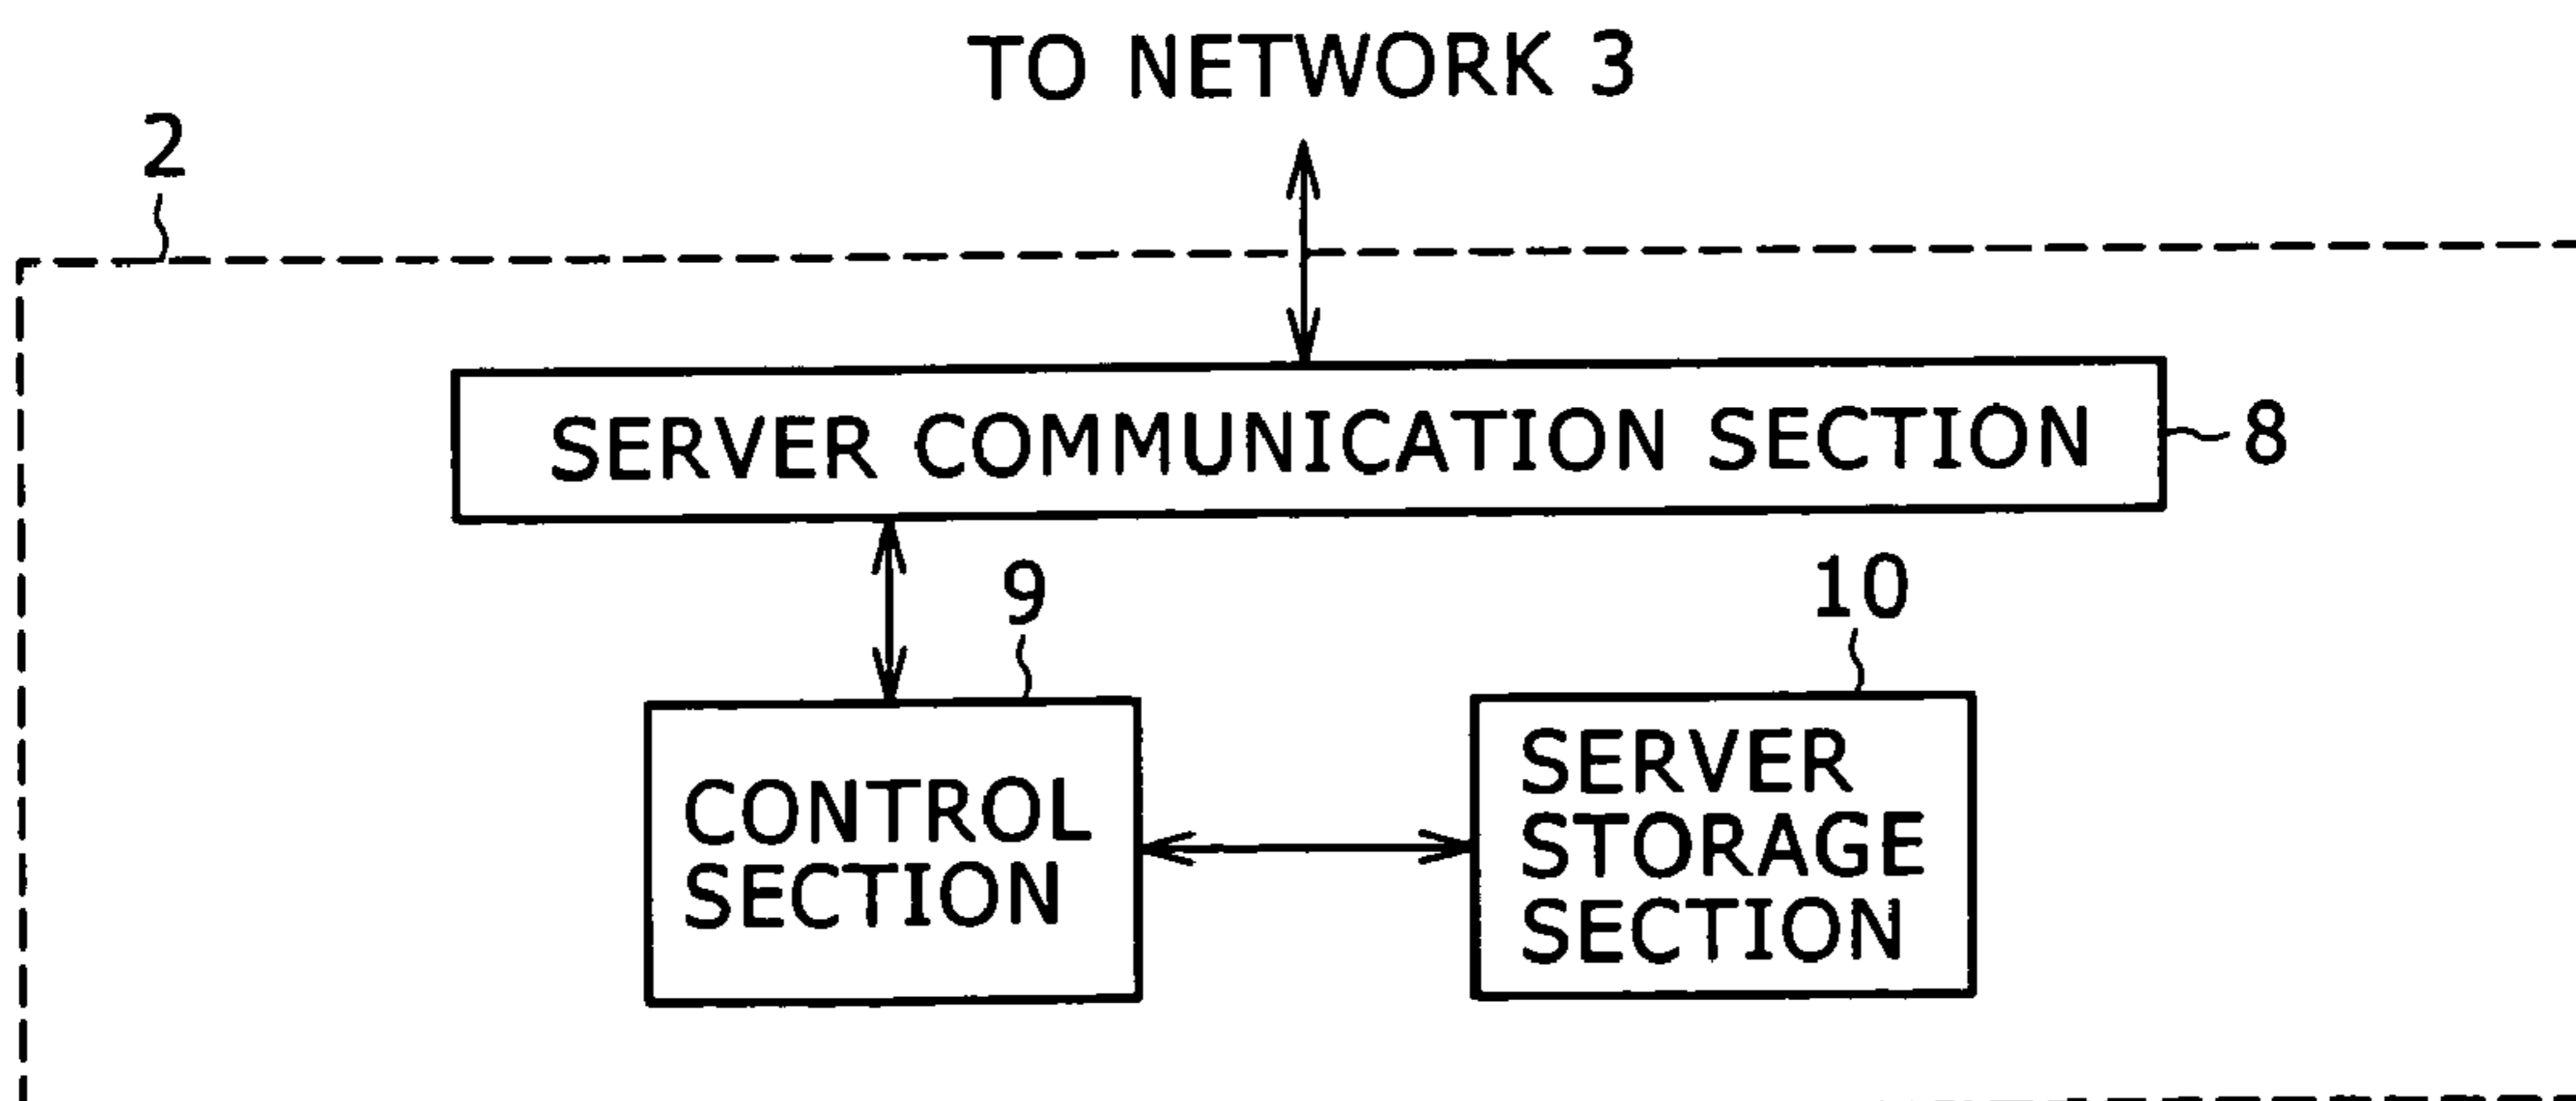 TO NETWORK 3
2
SERVER COMMUNICATION SECTION
8
9
10
CONTROL
SECTION
SERVER
STORAGE
SECTION